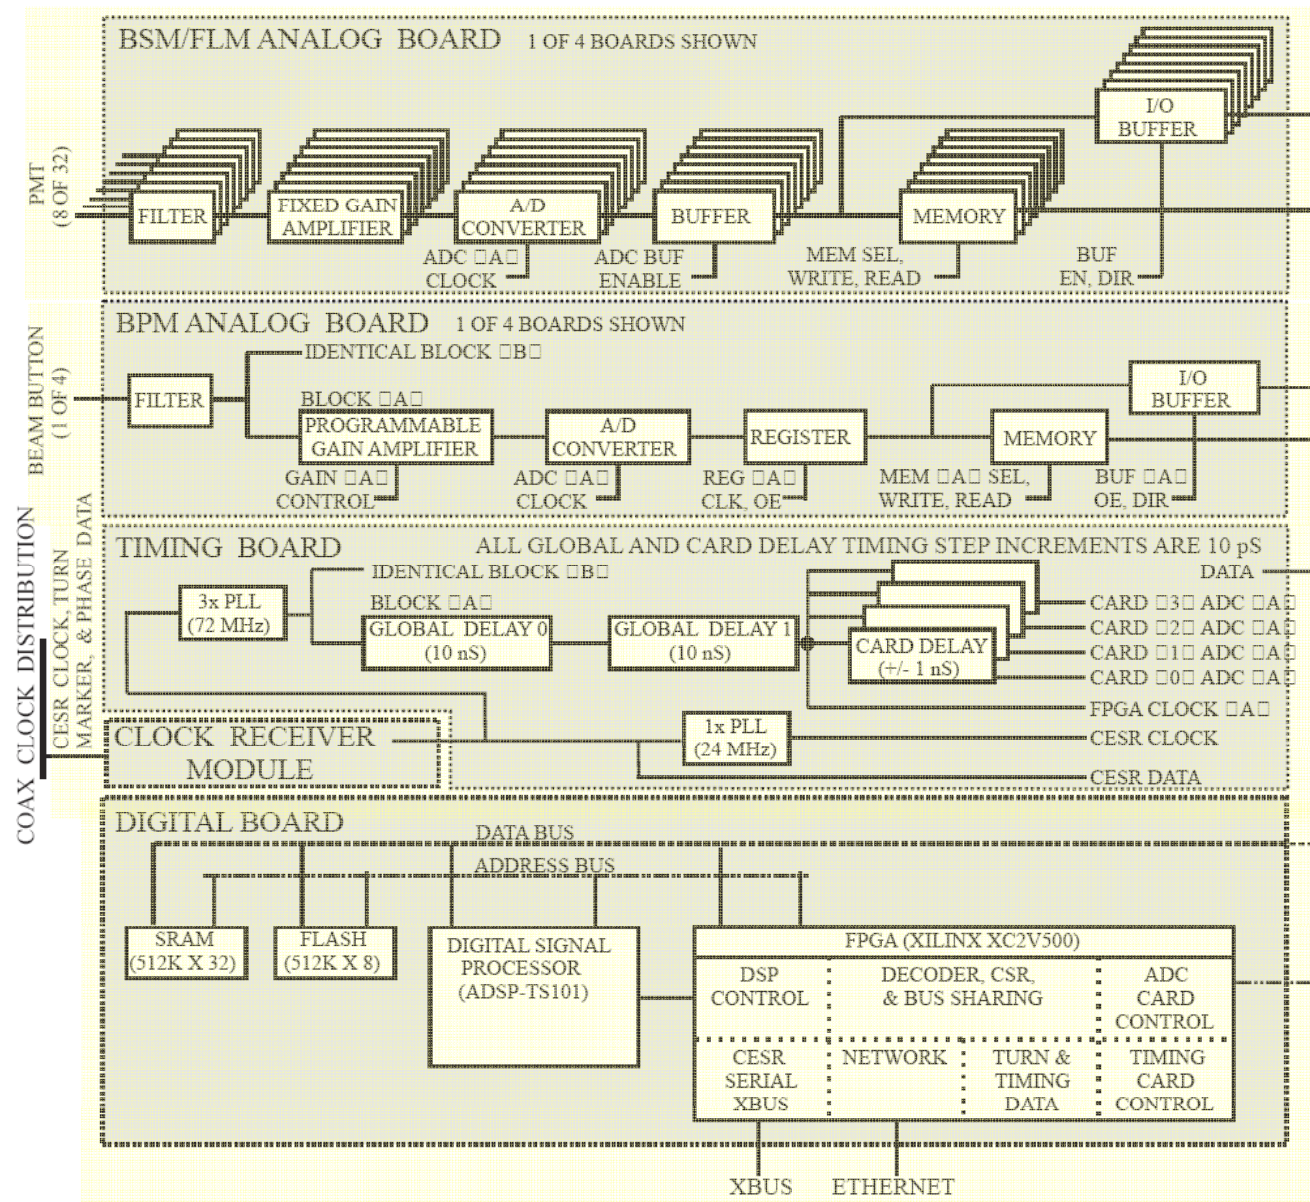 BSM/FLM ANALOG BOARD 1 OF 4 BOARDS SHOWN
I/O
BUFFER
PMT
(8 OF 32)
FILTER
FIXED GAIN
AMPLIFIER
A/D
CONVERTER
BUFFER
MEMORY
ADC □A□
CLOCK
ADC BUF
ENABLE
MEM SEL,
WRITE, READ
BUF
EN, DIR
BPM ANALOG BOARD 1 OF 4 BOARDS SHOWN
IDENTICAL BLOCK □B□
BEAM BUTTON
(1 OF 4)
FILTER
BLOCK □A□
PROGRAMMABLE
GAIN AMPLIFIER
A/D
CONVERTER
REGISTER
MEMORY
I/O
BUFFER
GAIN □A□
CONTROL
ADC □A□
CLOCK
REG □A□
CLK, OE
MEM □A□ SEL,
WRITE, READ
BUF □A□
OE, DIR
COAX CLOCK DISTRIBUTION
CESR CLOCK, TURN
MARKER, & PHASE DATA
TIMING BOARD ALL GLOBAL AND CARD DELAY TIMING STEP INCREMENTS ARE 10 pS
IDENTICAL BLOCK □B□
DATA
3x PLL
(72 MHz)
BLOCK □A□
GLOBAL DELAY 0
(10 nS)
GLOBAL DELAY 1
(10 nS)
CARD DELAY
(+/- 1 nS)
CARD □3□ ADC □A□
CARD □2□ ADC □A□
CARD □1□ ADC □A□
CARD □0□ ADC □A□
FPGA CLOCK □A□
CLOCK RECEIVER
MODULE
1x PLL
(24 MHz)
CESR CLOCK
CESR DATA
DIGITAL BOARD
DATA BUS
ADDRESS BUS
SRAM
(512K X 32)
FLASH
(512K X 8)
DIGITAL SIGNAL
PROCESSOR
(ADSP-TS101)
FPGA (XILINX XC2V500)
DSP
CONTROL
DECODER, CSR,
& BUS SHARING
ADC
CARD
CONTROL
CESR
SERIAL
XBUS
NETWORK
TURN &
TIMING
DATA
TIMING
CARD
CONTROL
XBUS
ETHERNET